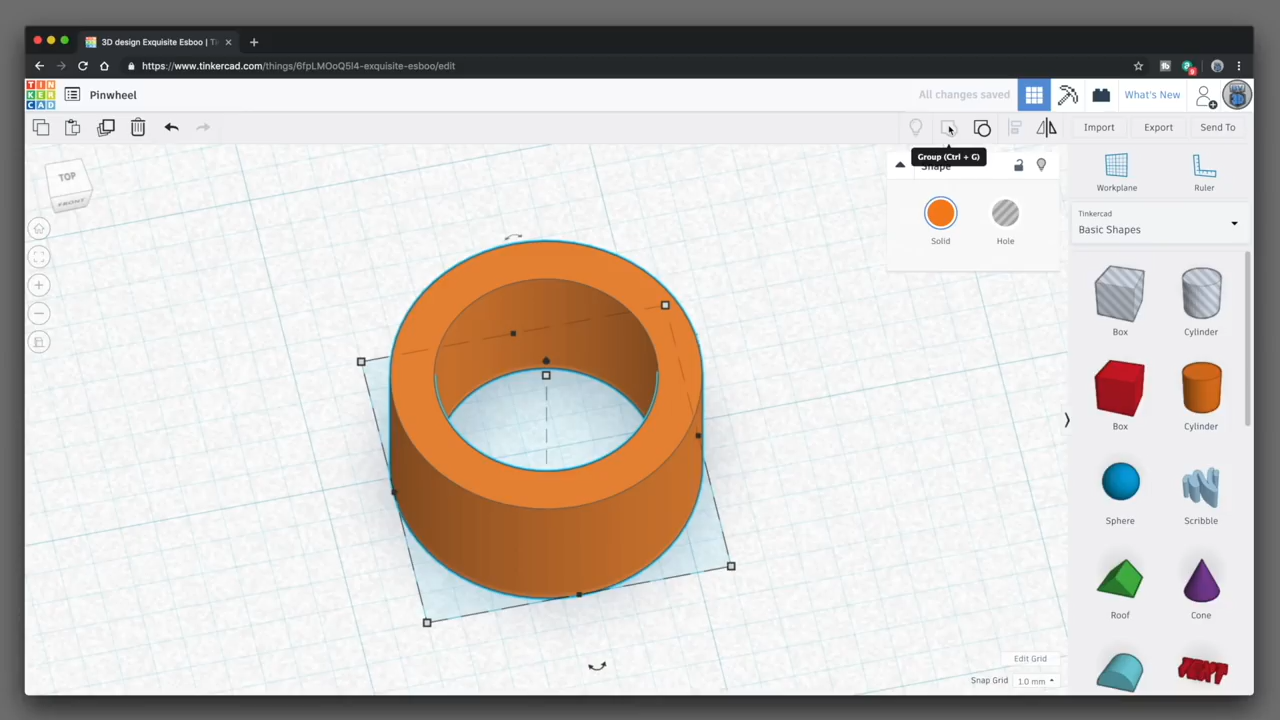 3D design Exquisite Esboo | Ti
https://www.tinkercad.com/things/6fpLMOoQ5l4-exquisite-esboo/edit
TIN
KER
CAD
Pinwheel
All changes saved
What's New
Import
Export
Send To
Group (Ctrl + G)
Shape
Solid
Hole
TOP
FRONT
Workplane
Ruler
Tinkercad
Basic Shapes
Box
Cylinder
Box
Cylinder
Sphere
Scribble
Roof
Cone
TEXT
Edit Grid
Snap Grid
1.0 mm